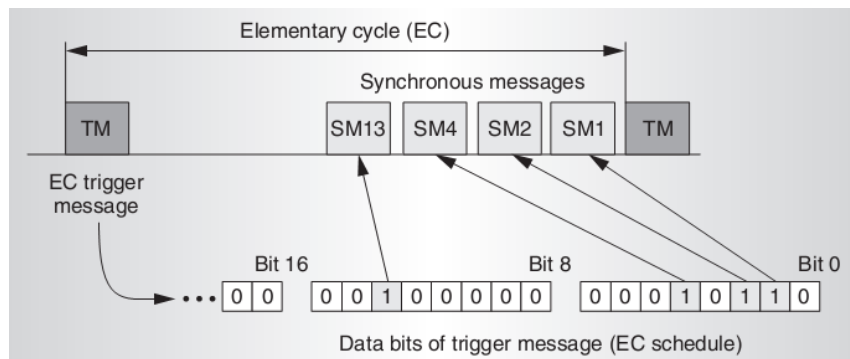 Elementary cycle (EC)
Synchronous messages
TM SM13 SM4 SM2 SM1 TM
EC trigger
message
Bit 16 Bit 8 Bit 0
••• 0 0 0 0 1 0 0 0 0 0 0 0 0 1 0 1 1 0
Data bits of trigger message (EC schedule)